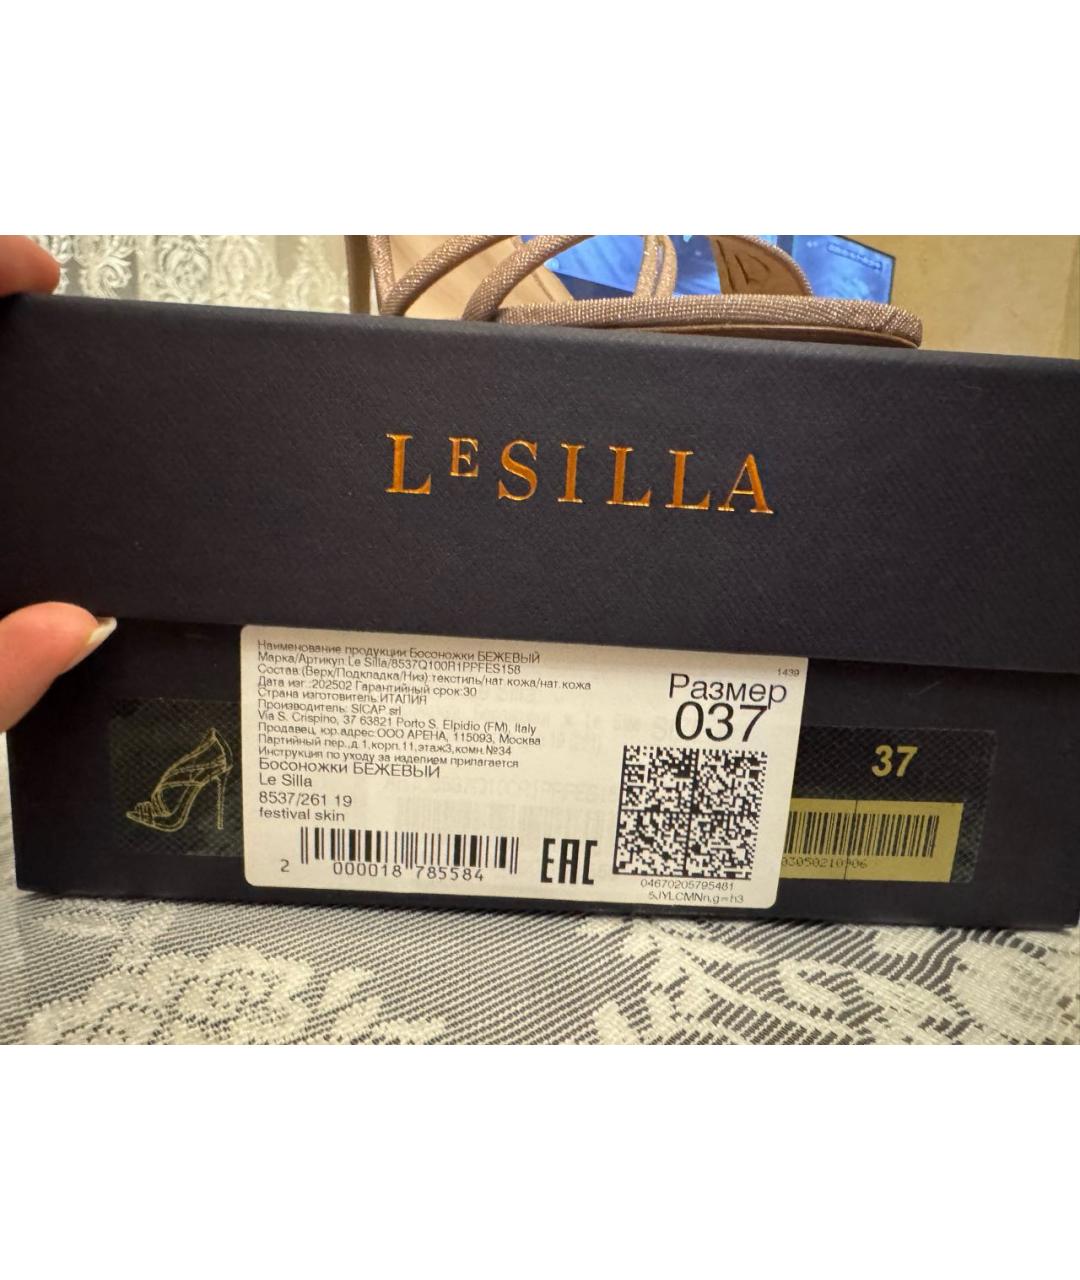 LESILLA
Наименование продукции Босоножки БЕЖЕВЫЙ
Марка/Артикул:Le Silla/8537Q100R1PPFES158
Состав:(Верх/Подкладка/Низ):текстиль/нат.кожа/нат.кожа
Дата изг.:202502 Гарантийный срок:30
Страна изготовитель:ИТАЛИЯ
Производитель: SICAP srl
Via S. Crispino, 37 63821 Porto S. Elpidio (FM), Italy
Продавец, юр.адрес:ООО АРЕНА, 115093, Москва
Партийный пер.,д.1,корп.11,этаж3,комн.№34
Инструкция по уходу за изделием прилагается
Босоножки БЕЖЕВЫЙ
Le Silla
8537/261 19
festival skin
2 000018 785584
EAC
1439
Размер
037
04670205795481
5JYLCMNn,g=h3
37